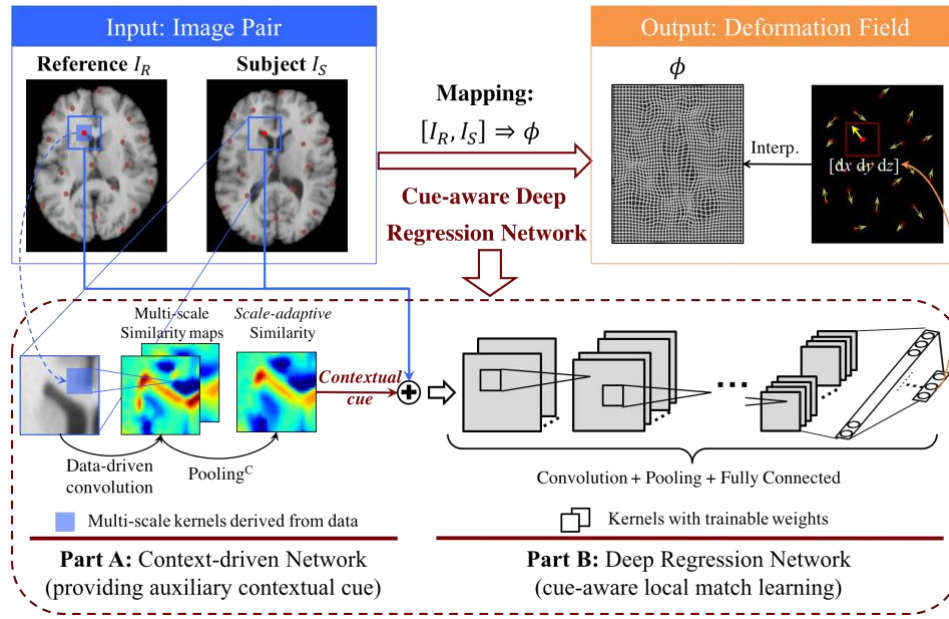 Input: Image Pair
Reference I_R
Subject I_S
Mapping:
[I_R, I_S] ⇒ ϕ
Cue-aware Deep
Regression Network
Output: Deformation Field
ϕ
Interp.
[dx dy dz]
Multi-scale
Similarity maps
Scale-adaptive
Similarity
Contextual
cue
Data-driven
convolution
Pooling^C
Multi-scale kernels derived from data
Part A: Context-driven Network
(providing auxiliary contextual cue)
Convolution + Pooling + Fully Connected
Kernels with trainable weights
Part B: Deep Regression Network
(cue-aware local match learning)